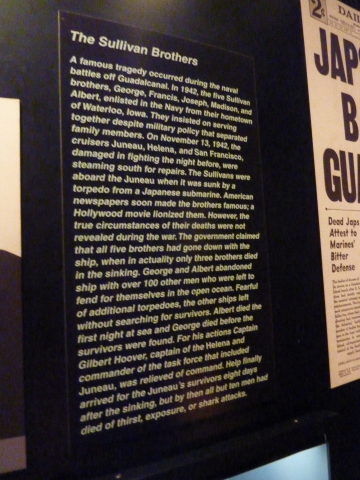 The Sullivan Brothers
A famous tragedy occurred during the naval
battles off Guadalcanal. In 1942, the five Sullivan
brothers, George, Francis, Joseph, Madison, and
Albert, enlisted in the Navy from their hometown
of Waterloo, Iowa. They insisted on serving
together despite military policy that separated
family members. On November 13, 1942, the
cruisers Juneau, Helena, and San Francisco,
damaged in fighting the night before, were
steaming south for repairs. The Sullivans were
aboard the Juneau when it was sunk by a
torpedo from a Japanese submarine. American
newspapers soon made the brothers famous; a
Hollywood movie lionized them. However, the
true circumstances of their deaths were not
revealed during the war. The government claimed
that all five brothers had gone down with the
ship, when in actuality only three brothers died
in the sinking. George and Albert abandoned
ship with over 100 other men who were left to
fend for themselves in the open ocean. Fearful
of additional torpedoes, the other ships left
without searching for survivors. Albert died the
first night at sea and George died before the
survivors were found. For his actions Captain
Gilbert Hoover, captain of the Helena and
commander of the task force that included
Juneau, was relieved of command. Help finally
arrived for the Juneau's survivors eight days
after the sinking, but by then all but ten men had
died of thirst, exposure, or shark attacks.
2¢
DA
JAP
B
GUA
Dead Japs
Attest to
Marines'
Bitter
Defense